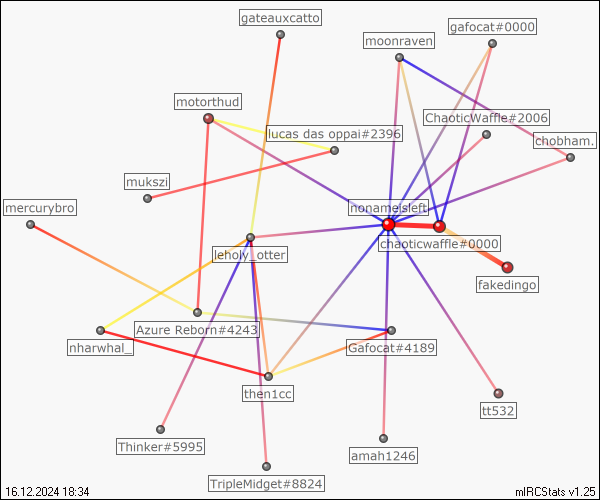 gateauxcatto
gafocat#0000
moonraven
motorthud
ChaoticWaffle#2006
lucas das oppai#2396
chobham.
mukszi
mercurybro
nonameisleft
chaoticwaffle#0000
leholy_otter
fakedingo
Azure Reborn#4243
nharwhal_
Gafocat#4189
then1cc
tt532
Thinker#5995
amah1246
TripleMidget#8824
16.12.2024 18:34
mIRCStats v1.25